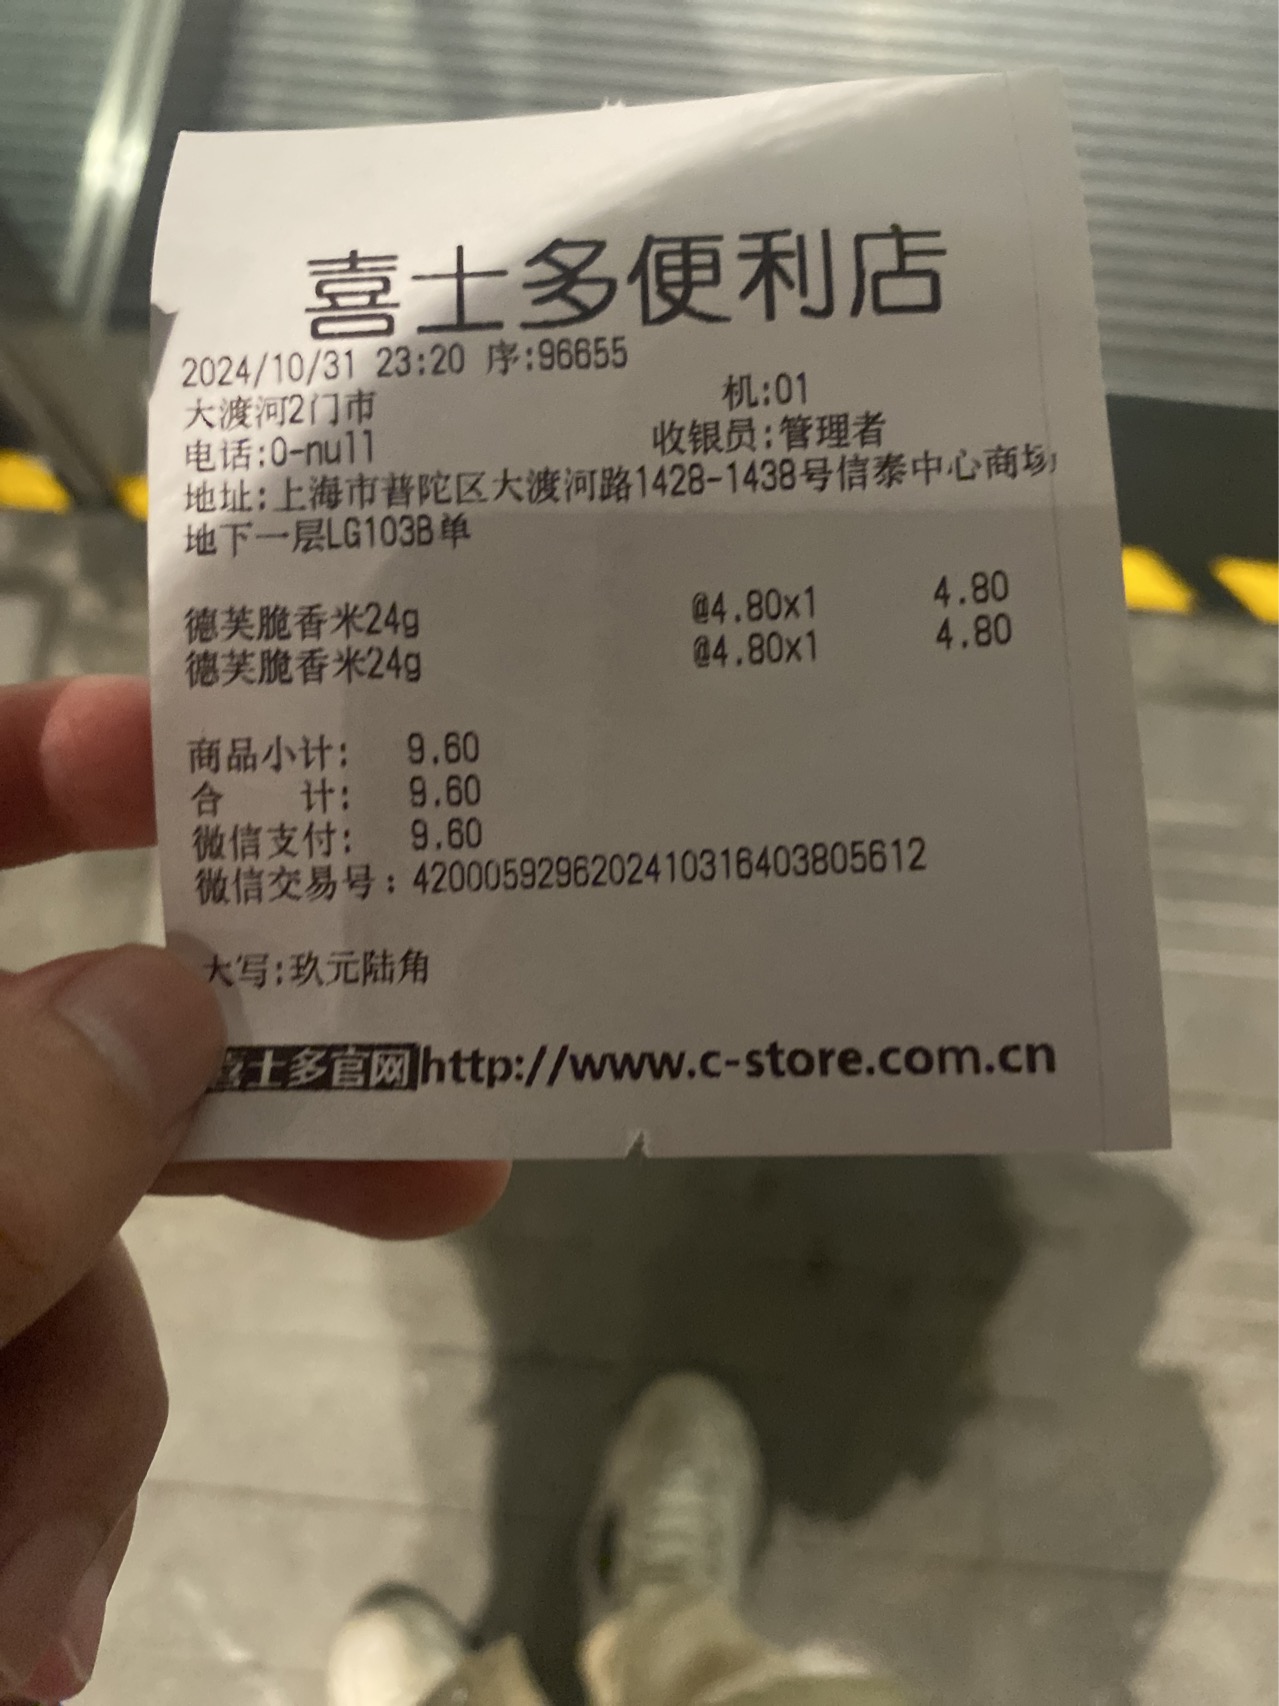 喜士多便利店
2024/10/31 23:20 序:96655
大渡河2门市 机:01
电话:0-null 收银员:管理者
地址:上海市普陀区大渡河路1428-1438号信泰中心商场
地下一层LG103B单
德芙脆香米24g @4.80x1 4.80
德芙脆香米24g @4.80x1 4.80
商品小计: 9.60
合 计: 9.60
微信支付: 9.60
微信交易号:4200059296202410316403805612
大写:玖元陆角
喜士多官网http://www.c-store.com.cn